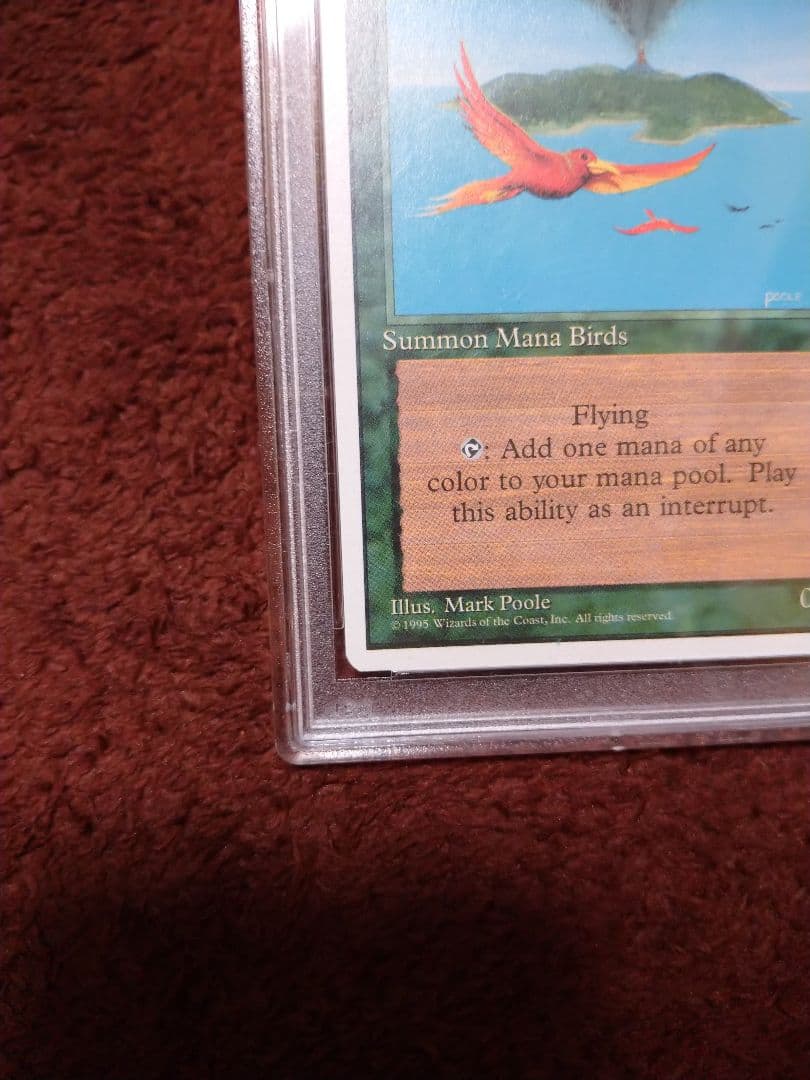 POOLE
Summon Mana Birds
Flying
: Add one mana of any
color to your mana pool. Play
this ability as an interrupt.
Illus. Mark Poole
© 1995 Wizards of the Coast, Inc. All rights reserved.